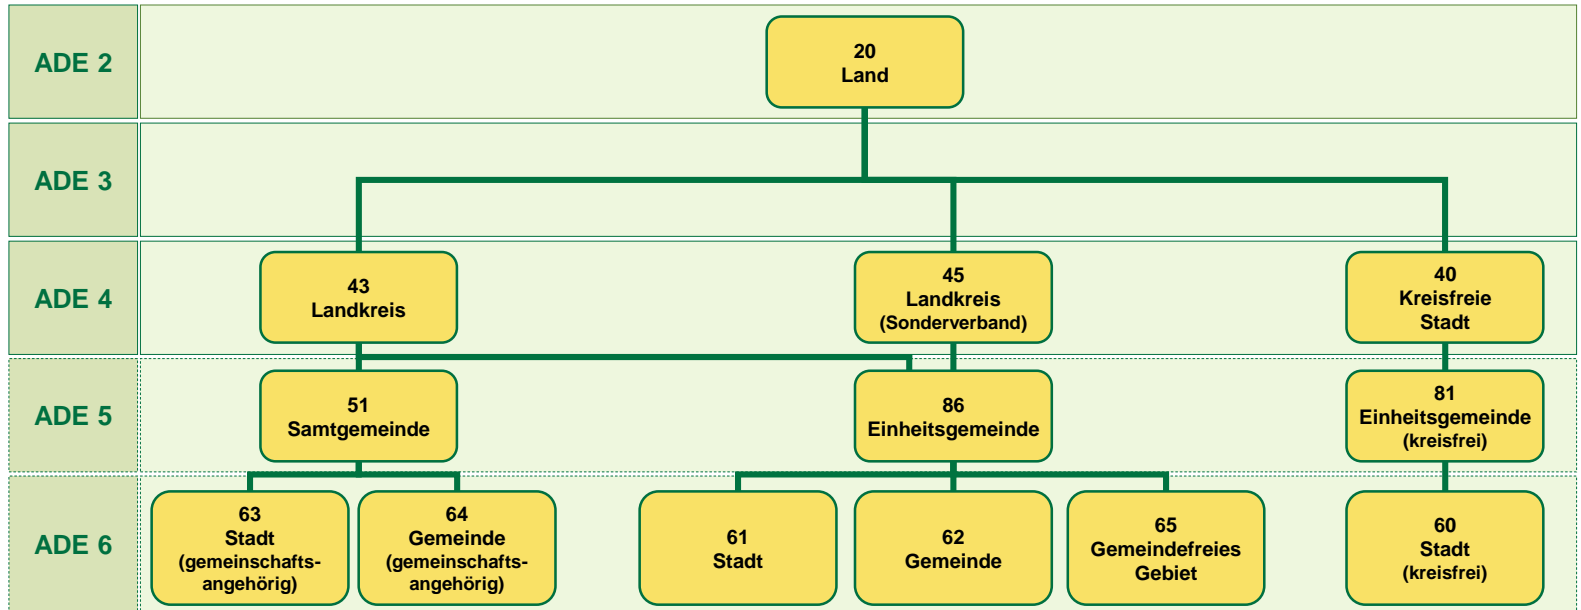 ADE 2
20
Land
ADE 3
ADE 4
43
Landkreis
45
Landkreis
(Sonderverband)
40
Kreisfreie
Stadt
ADE 5
51
Samtgemeinde
86
Einheitsgemeinde
81
Einheitsgemeinde
(kreisfrei)
ADE 6
63
Stadt
(gemeinschafts-
angehörig)
64
Gemeinde
(gemeinschafts-
angehörig)
61
Stadt
62
Gemeinde
65
Gemeindefreies
Gebiet
60
Stadt
(kreisfrei)